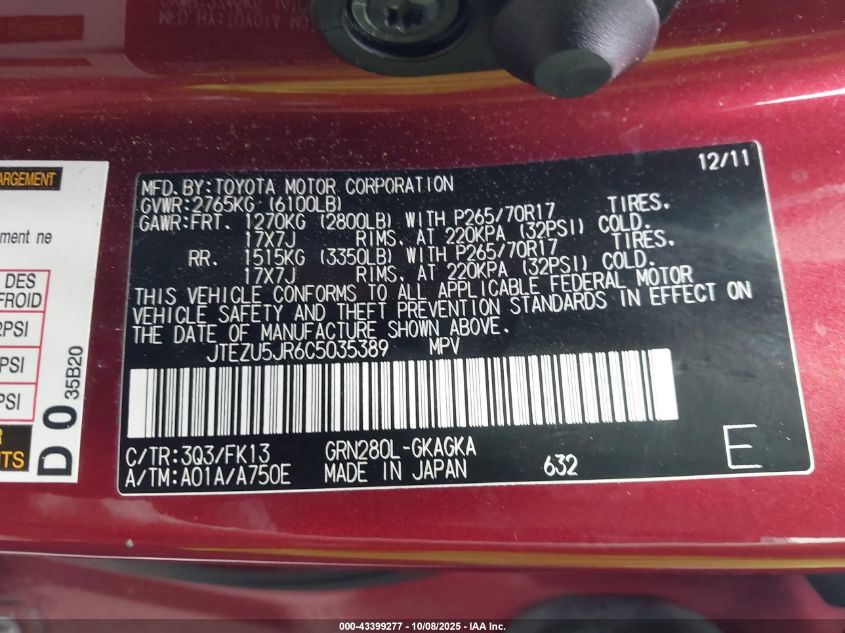 12/11
MFD.BY:TOYOTA MOTOR CORPORATION
GVWR:2765KG (6100LB)
GAWR:FRT. 1270KG (2800LB) WITH P265/70R17 TIRES.
17X7J RIMS. AT 220KPA (32PSI) COLD.
RR. 1515KG (3350LB) WITH P265/70R17 TIRES.
17X7J RIMS. AT 220KPA (32PSI) COLD.
THIS VEHICLE CONFORMS TO ALL APPLICABLE FEDERAL MOTOR
VEHICLE SAFETY AND THEFT PREVENTION STANDARDS IN EFFECT ON
THE DATE OF MANUFACTURE SHOWN ABOVE.
JTEZU5JR6C5035389 MPV
C/TR:3Q3/FK13 GRN280L-GKAGKA
A/TM:A01A/A750E MADE IN JAPAN 632
E
ARGEMENT
ment ne
DES
FROID
PSI
PSI
PSI
D 0 35B20
000-43399277 - 10/08/2025 - IAA Inc.